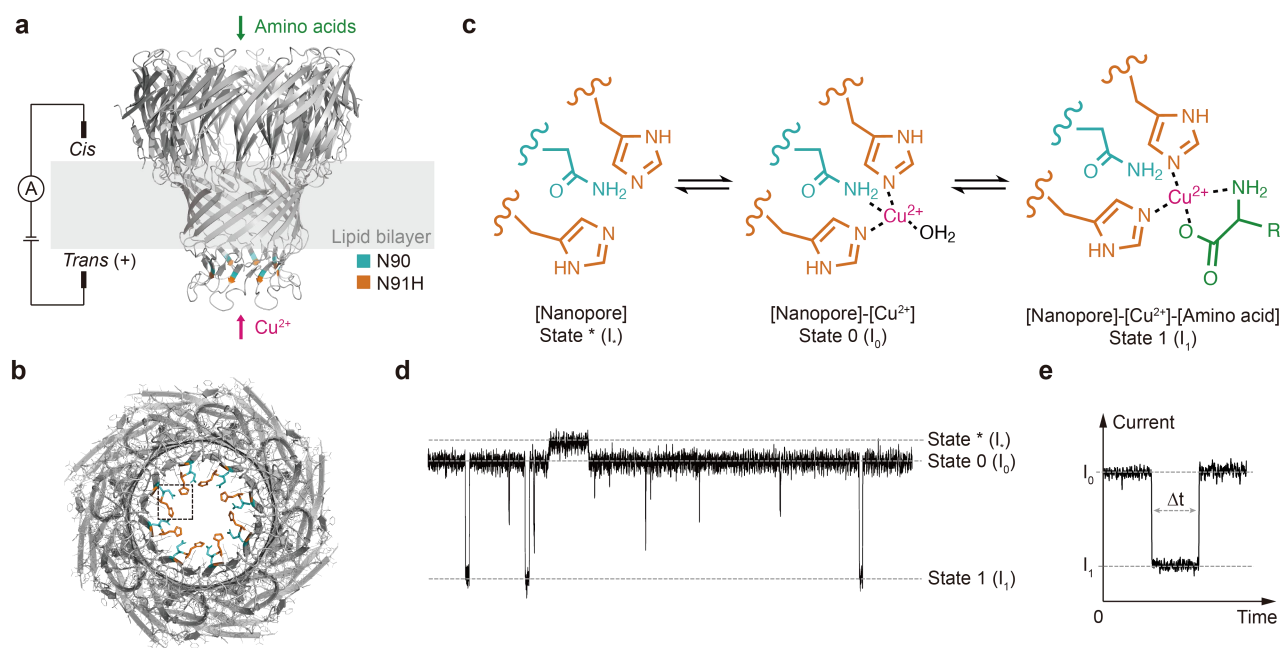 a
Amino acids
Cis
A
Lipid bilayer
Trans (+)
N90
N91H
Cu²⁺
b
c
NH
N
O
NH₂
N
HN
[Nanopore]
State * (I*)
NH
N
O
NH₂
Cu²⁺
N
OH₂
HN
[Nanopore]-[Cu²⁺]
State 0 (I₀)
NH
N
O
NH₂
Cu²⁺
NH₂
N
O
R
HN
O
[Nanopore]-[Cu²⁺]-[Amino acid]
State 1 (I₁)
d
State * (I*)
State 0 (I₀)
State 1 (I₁)
e
Current
I₀
Δt
I₁
0
Time